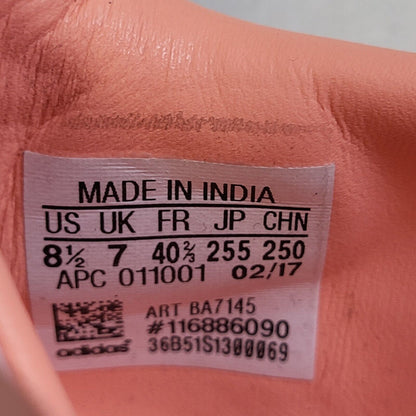 MADE IN INDIA
US UK FR JP CHN
8½ 7 40⅔ 255 250
APC 011001 02/17
ART BA7145
#116886090
adidas 36B51S1300069